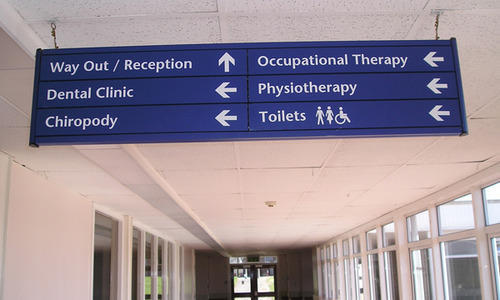 Way Out / Reception
Dental Clinic
Chiropody
Occupational Therapy
Physiotherapy
Toilets